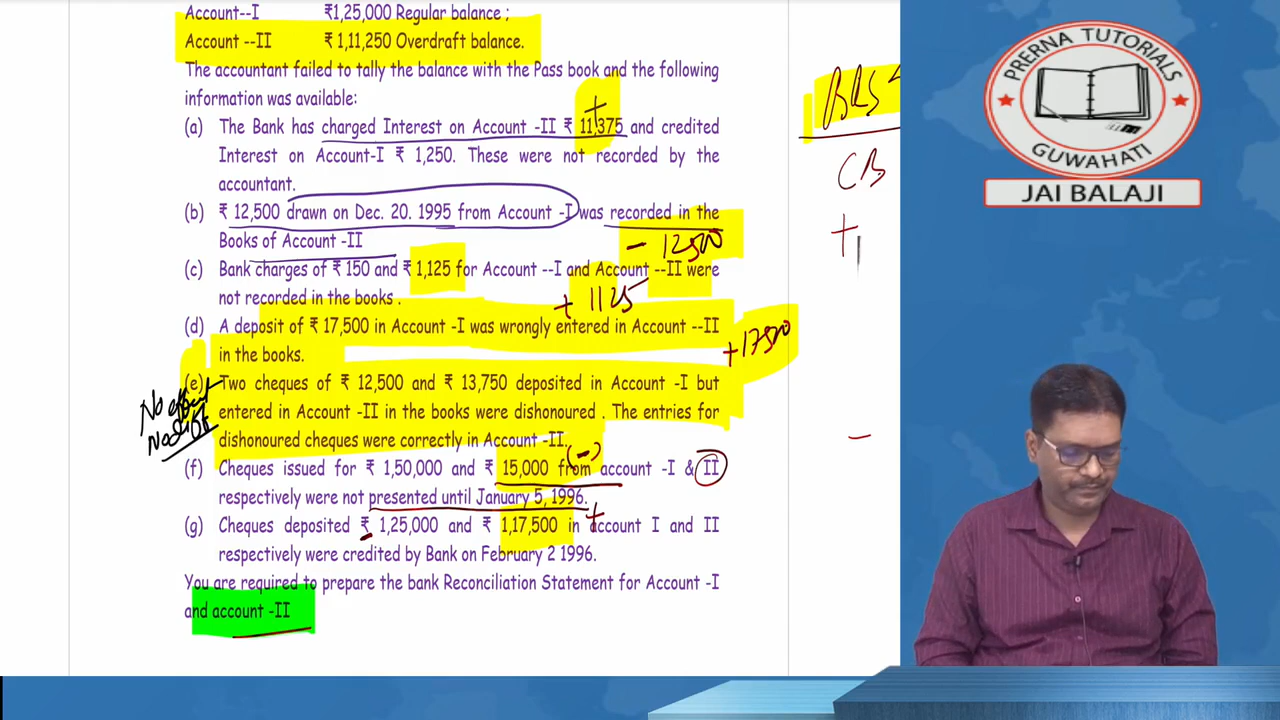 Account--I ₹1,25,000 Regular balance ;
Account --II ₹ 1,11,250 Overdraft balance.
The accountant failed to tally the balance with the Pass book and the following
information was available:
+
(a) The Bank has charged Interest on Account -II ₹ 11,375 and credited
Interest on Account-I ₹ 1,250. These were not recorded by the
accountant.
(b) ₹ 12,500 drawn on Dec. 20. 1995 from Account -I was recorded in the
Books of Account -II
- 12500
(c) Bank charges of ₹ 150 and ₹ 1,125 for Account --I and Account --II were
not recorded in the books .
+ 1125
(d) A deposit of ₹ 17,500 in Account -I was wrongly entered in Account --II
in the books.
+17500
(e) Two cheques of ₹ 12,500 and ₹ 13,750 deposited in Account -I but
entered in Account -II in the books were dishonoured . The entries for
dishonoured cheques were correctly in Account -II.
No effect
No
(-)
(f) Cheques issued for ₹ 1,50,000 and ₹ 15,000 from account -I & II
respectively were not presented until January 5, 1996.
+
(g) Cheques deposited ₹ 1,25,000 and ₹ 1,17,500 in account I and II
respectively were credited by Bank on February 2 1996.
You are required to prepare the bank Reconciliation Statement for Account -I
and account -II
BRS
CB
+
-
PRERNA TUTORIALS
GUWAHATI
JAI BALAJI